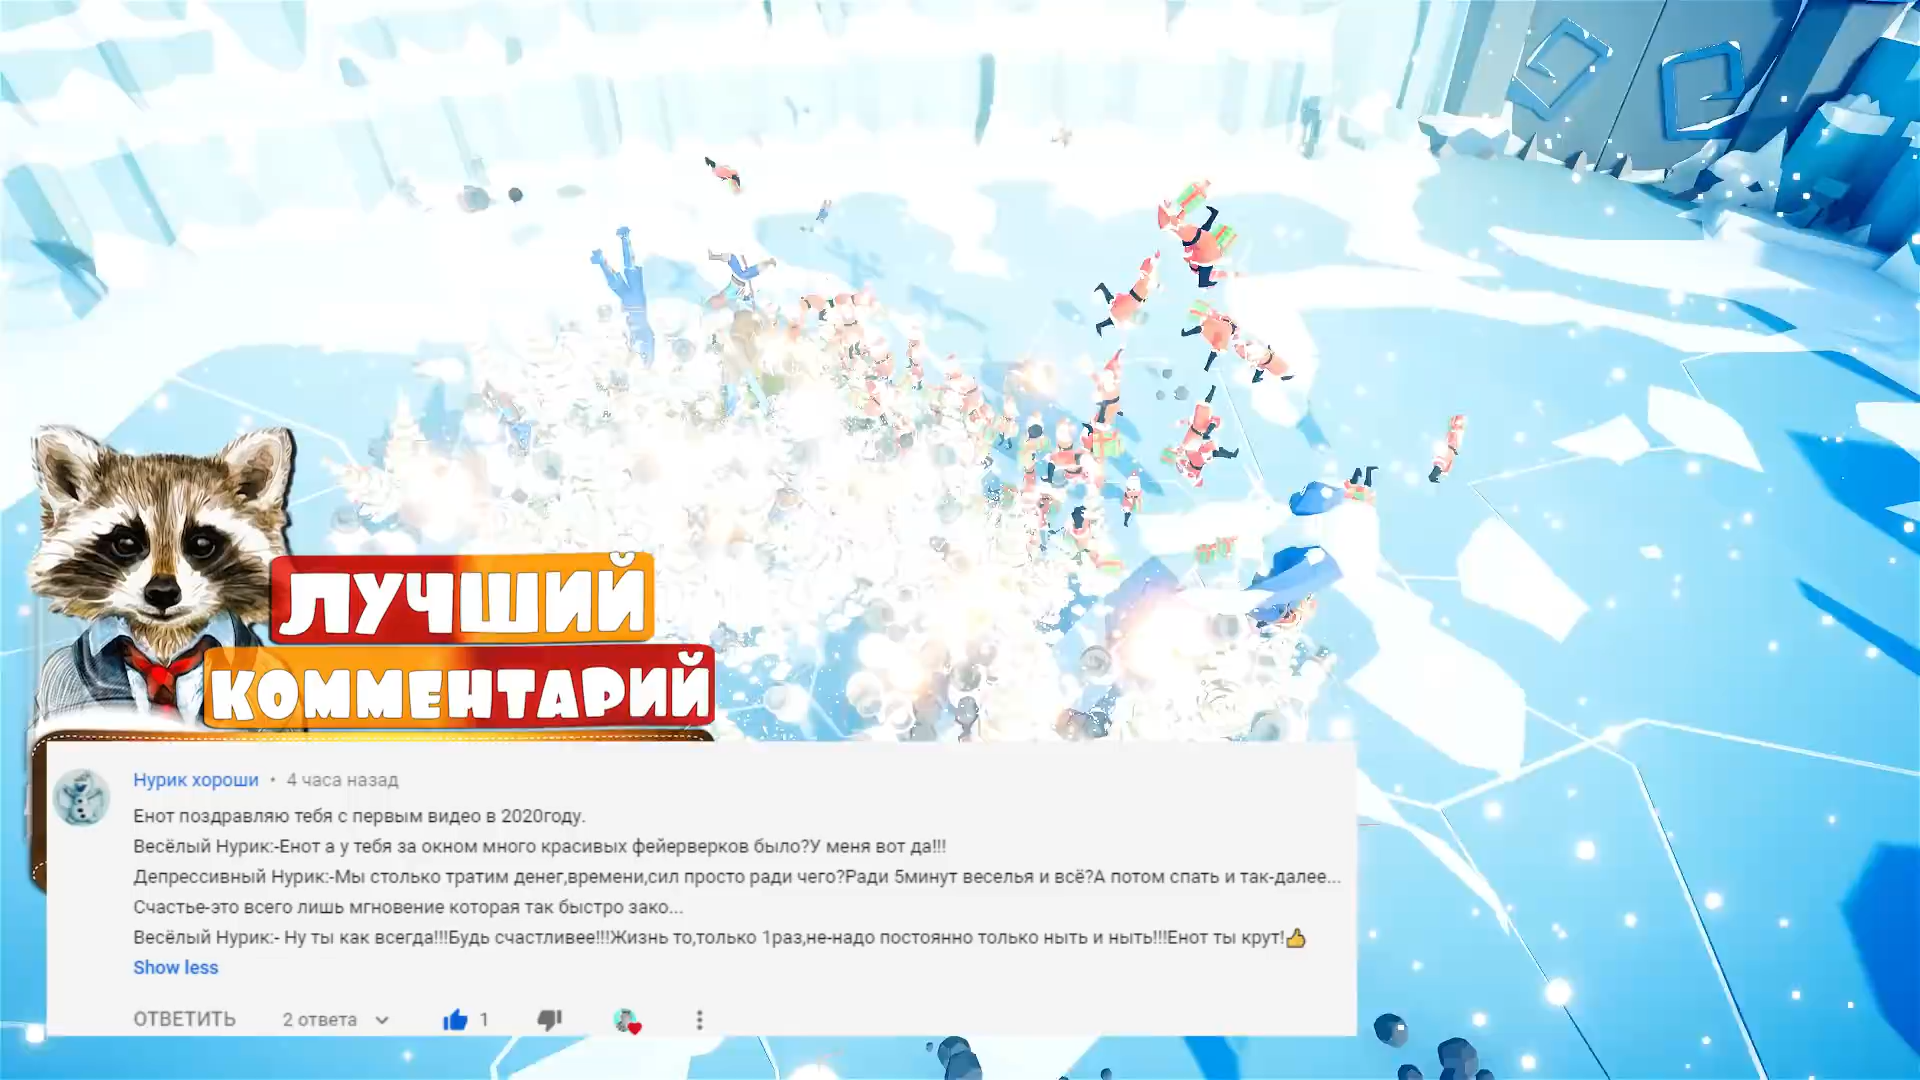 ЛУЧШИЙ
КОММЕНТАРИЙ
Нурик хороши • 4 часа назад
Енот поздравляю тебя с первым видео в 2020году.
Весёлый Нурик:-Енот а у тебя за окном много красивых фейерверков было?У меня вот да!!!
Депрессивный Нурик:-Мы столько тратим денег,времени,сил просто ради чего?Ради 5минут веселья и всё?А потом спать и так-далее...
Счастье-это всего лишь мгновение которая так быстро зако...
Весёлый Нурик:- Ну ты как всегда!!!Будь счастливее!!!Жизнь то,только 1раз,не-надо постоянно только ныть и ныть!!!Енот ты крут!👍
Show less
ОТВЕТИТЬ 2 ответа 1